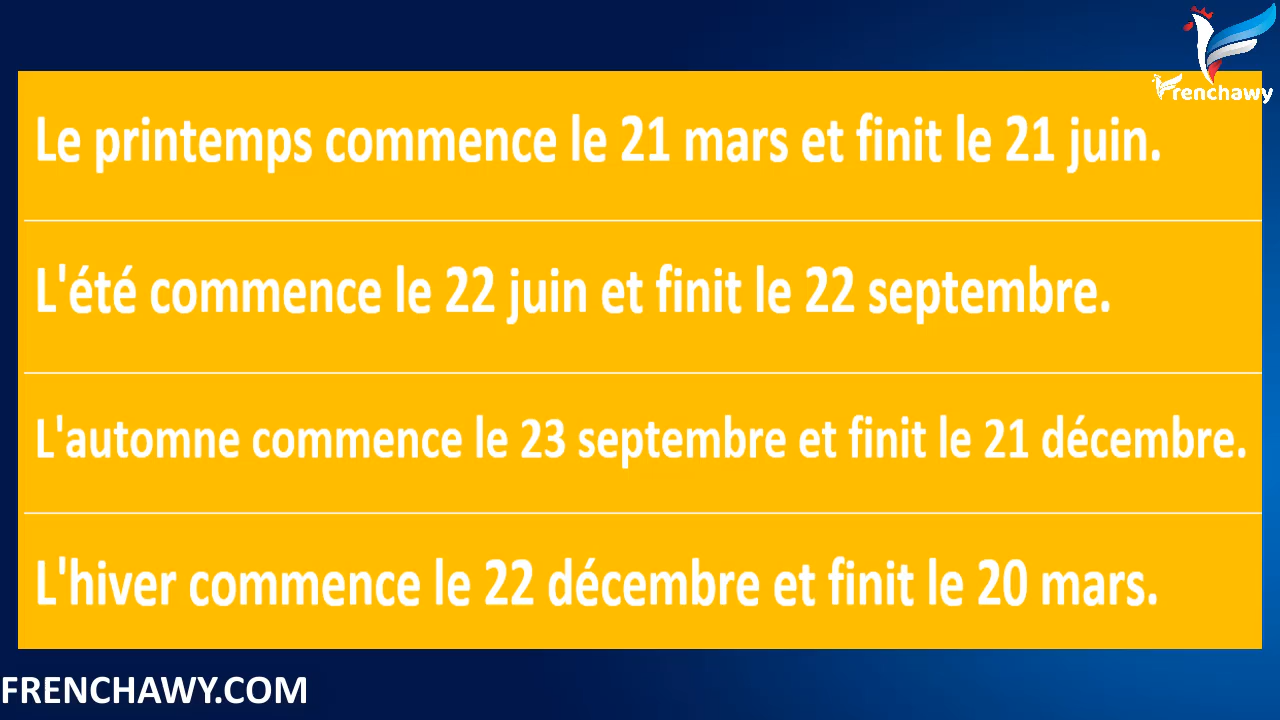 Frenchawy
Le printemps commence le 21 mars et finit le 21 juin.
L'été commence le 22 juin et finit le 22 septembre.
L'automne commence le 23 septembre et finit le 21 décembre.
L'hiver commence le 22 décembre et finit le 20 mars.
FRENCHAWY.COM